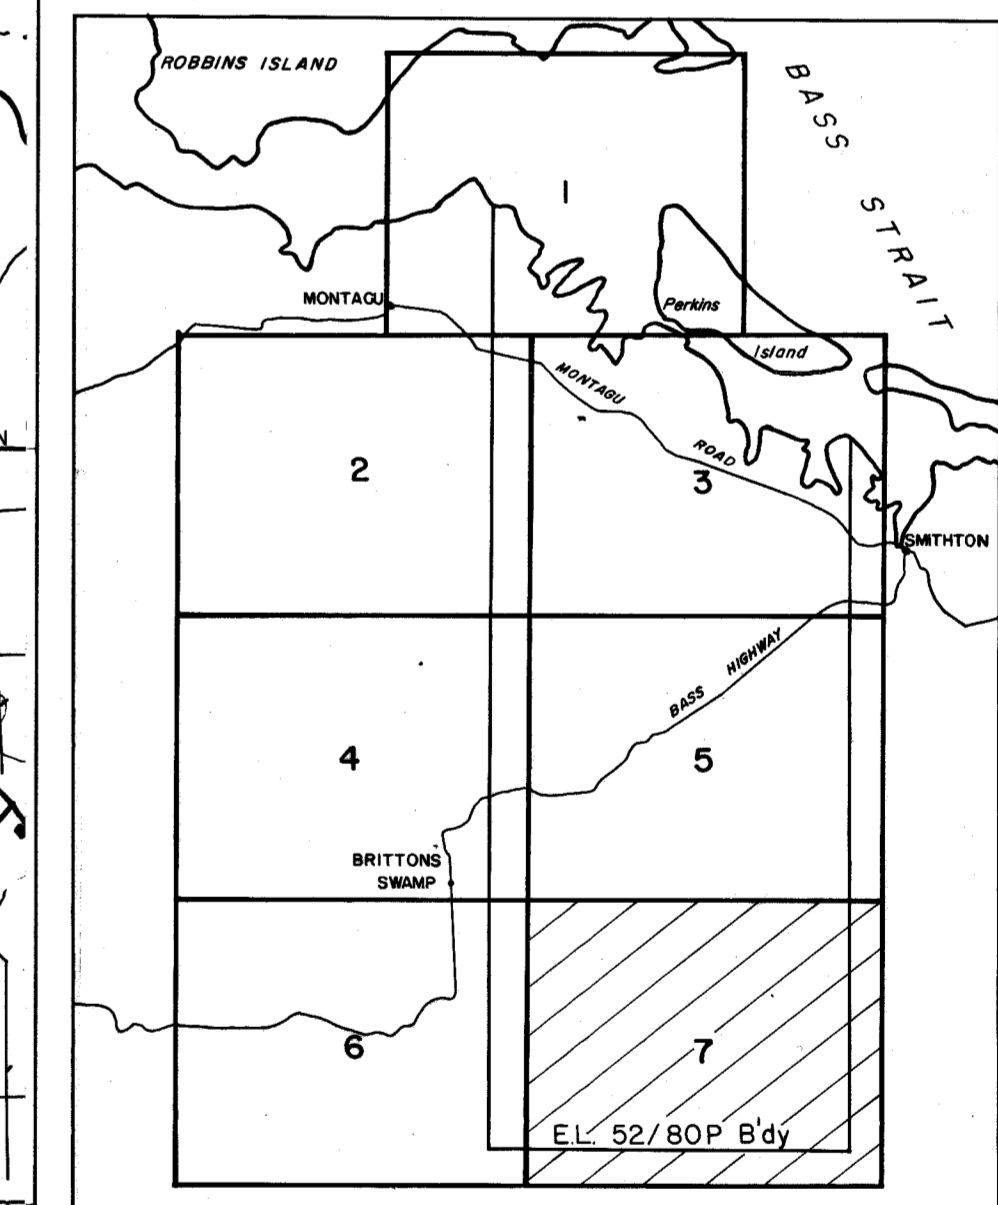 ROBBINS ISLAND
BASS STRAIT
1
MONTAGU
Perkins
Island
MONTAGU ROAD
2
3
SMITHTON
BASS HIGHWAY
4
5
BRITTONS
SWAMP
6
7
E.L. 52/80P B'dy